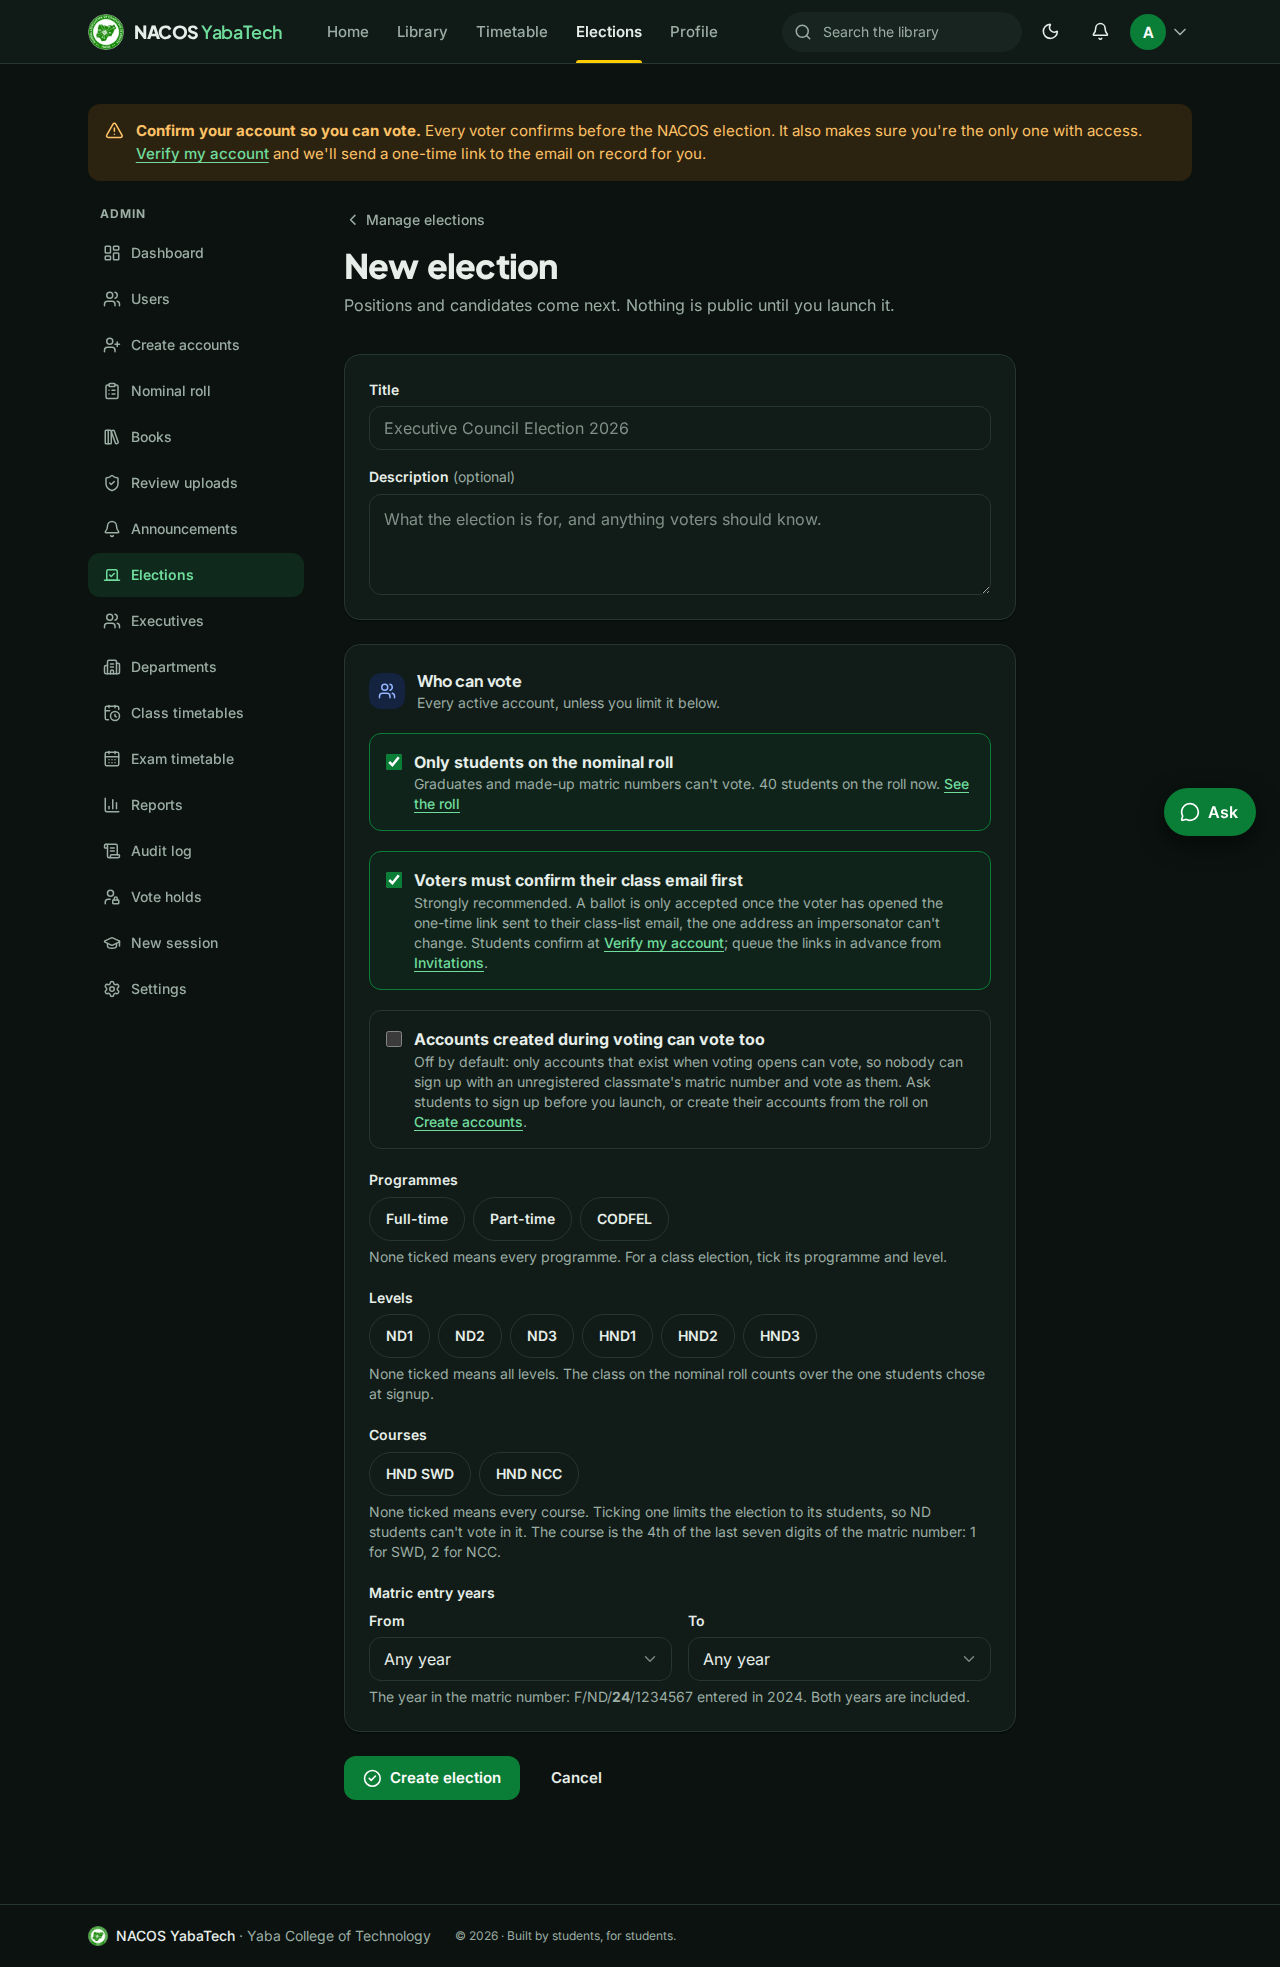 NACOS YabaTech
Home
Library
Timetable
Elections
Profile
Search the library
A
Confirm your account so you can vote. Every voter confirms before the NACOS election. It also makes sure you're the only one with access.
Verify my account and we'll send a one-time link to the email on record for you.
ADMIN
Dashboard
Users
Create accounts
Nominal roll
Books
Review uploads
Announcements
Elections
Executives
Departments
Class timetables
Exam timetable
Reports
Audit log
Vote holds
New session
Settings
Manage elections
New election
Positions and candidates come next. Nothing is public until you launch it.
Title
Executive Council Election 2026
Description (optional)
What the election is for, and anything voters should know.
Who can vote
Every active account, unless you limit it below.
Only students on the nominal roll
Graduates and made-up matric numbers can't vote. 40 students on the roll now. See
the roll
Voters must confirm their class email first
Strongly recommended. A ballot is only accepted once the voter has opened the
one-time link sent to their class-list email, the one address an impersonator can't
change. Students confirm at Verify my account; queue the links in advance from
Invitations.
Accounts created during voting can vote too
Off by default: only accounts that exist when voting opens can vote, so nobody can
sign up with an unregistered classmate's matric number and vote as them. Ask
students to sign up before you launch, or create their accounts from the roll on
Create accounts.
Programmes
Full-time
Part-time
CODFEL
None ticked means every programme. For a class election, tick its programme and level.
Levels
ND1
ND2
ND3
HND1
HND2
HND3
None ticked means all levels. The class on the nominal roll counts over the one students chose
at signup.
Courses
HND SWD
HND NCC
None ticked means every course. Ticking one limits the election to its students, so ND
students can't vote in it. The course is the 4th of the last seven digits of the matric number: 1
for SWD, 2 for NCC.
Matric entry years
From
To
Any year
Any year
The year in the matric number: F/ND/24/1234567 entered in 2024. Both years are included.
Create election
Cancel
Ask
NACOS YabaTech · Yaba College of Technology
© 2026 · Built by students, for students.